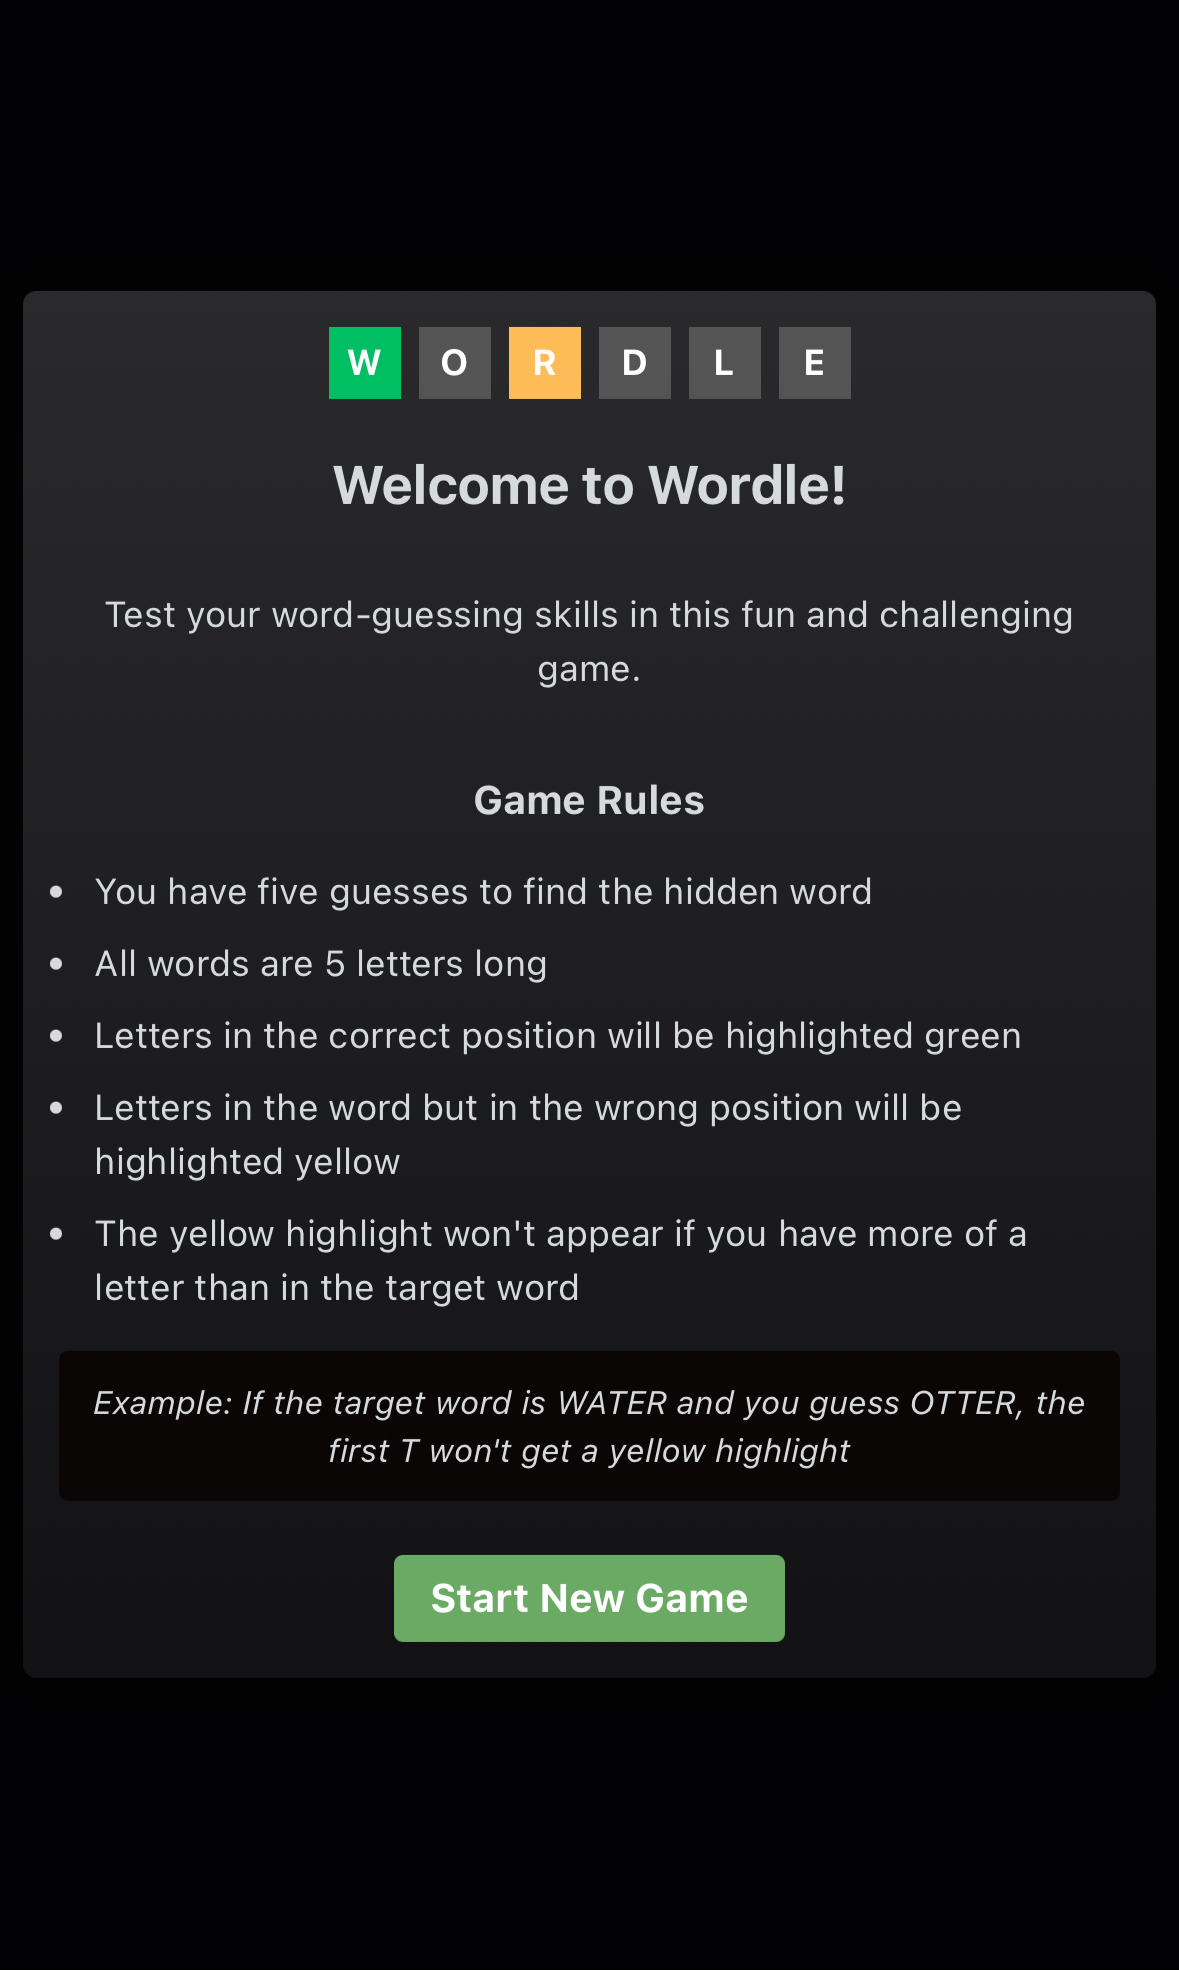 W O R D L E
Welcome to Wordle!
Test your word-guessing skills in this fun and challenging
game.
Game Rules
• You have five guesses to find the hidden word
• All words are 5 letters long
• Letters in the correct position will be highlighted green
• Letters in the word but in the wrong position will be
highlighted yellow
• The yellow highlight won't appear if you have more of a
letter than in the target word
Example: If the target word is WATER and you guess OTTER, the
first T won't get a yellow highlight
Start New Game